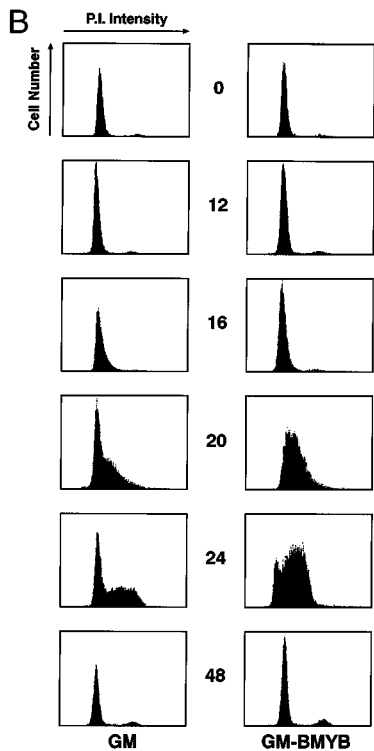 B
P.I. Intensity
Cell Number
0
12
16
20
24
48
GM
GM-BMYB